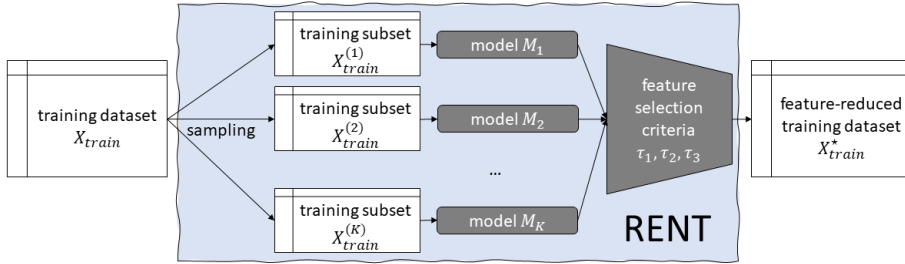 training dataset
X_train
sampling
training subset
X_train^(1)
training subset
X_train^(2)
training subset
X_train^(K)
model M_1
model M_2
...
model M_K
feature
selection
criteria
τ_1, τ_2, τ_3
RENT
feature-reduced
training dataset
X_train^★